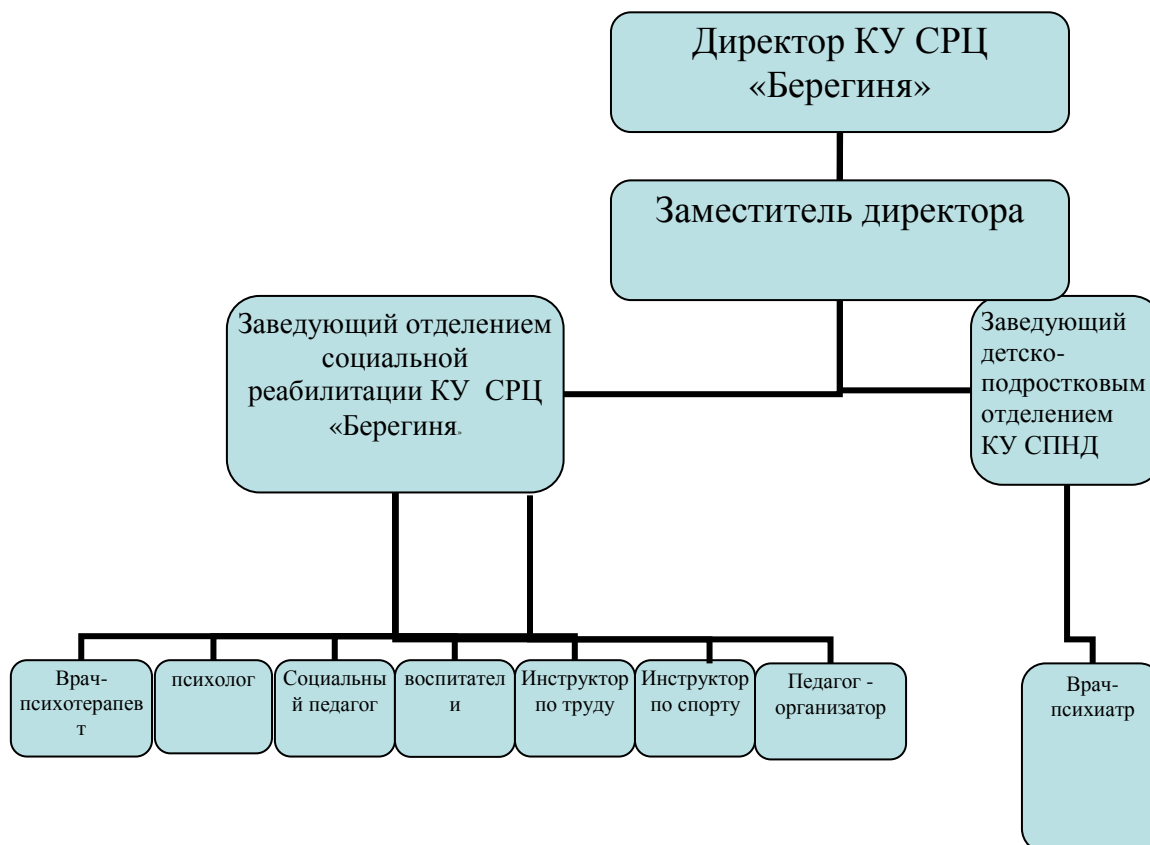 Директор КУ СРЦ
«Берегиня»
Заместитель директора
Заведующий отделением
социальной
реабилитации КУ СРЦ
«Берегиня.
Заведующий
детско-
подростковым
отделением
КУ СПНД
Врач-
психотерапев
т
психолог
Социальны
й педагог
воспитател
и
Инструктор
по труду
Инструктор
по спорту
Педагог -
организатор
Врач-
психиатр